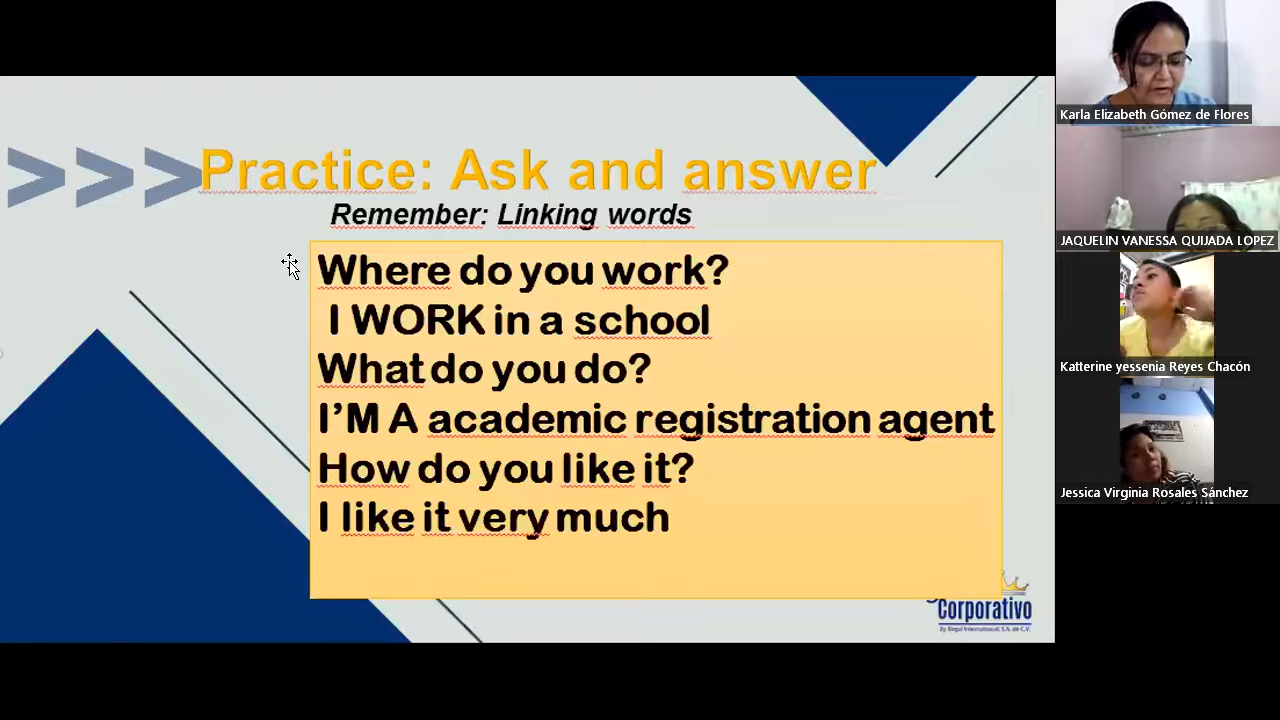 >>>Practice: Ask and answer
Remember: Linking words
Where do you work?
I WORK in a school
What do you do?
I'M A academic registration agent
How do you like it?
I like it very much
Corporativo
by Regal International, S.A. de C.V.
Karla Elizabeth Gómez de Flores
JAQUELIN VANESSA QUIJADA LOPEZ
Katterine yessenia Reyes Chacón
Jessica Virginia Rosales Sánchez